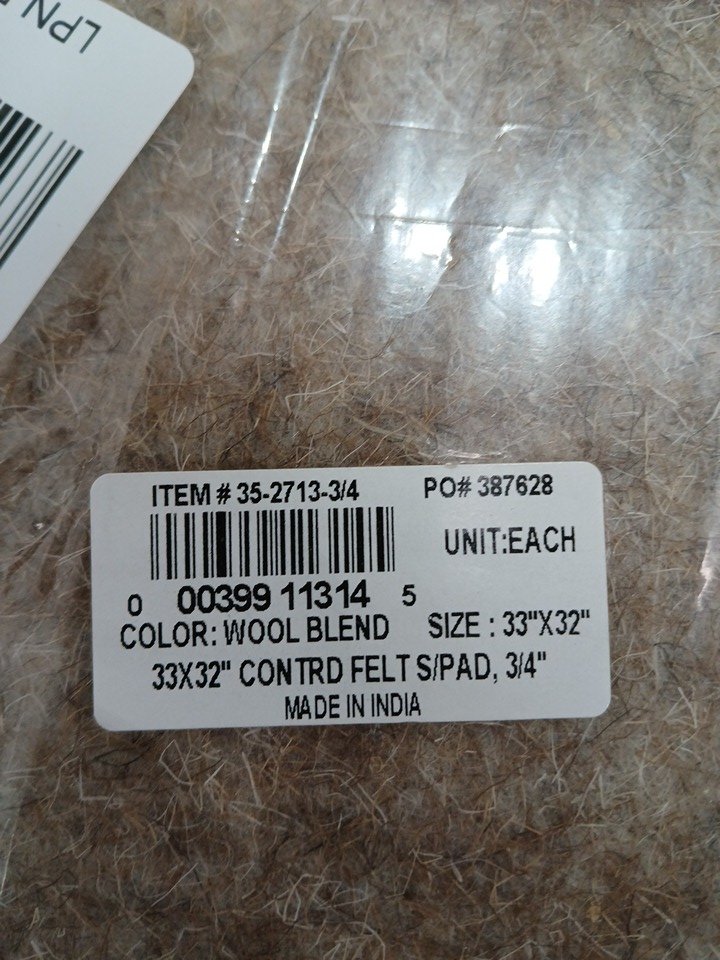 LPN
ITEM # 35-2713-3/4 PO# 387628
UNIT:EACH
0 00399 11314 5
COLOR: WOOL BLEND SIZE : 33"X32"
33X32" CONTRD FELT S/PAD, 3/4"
MADE IN INDIA